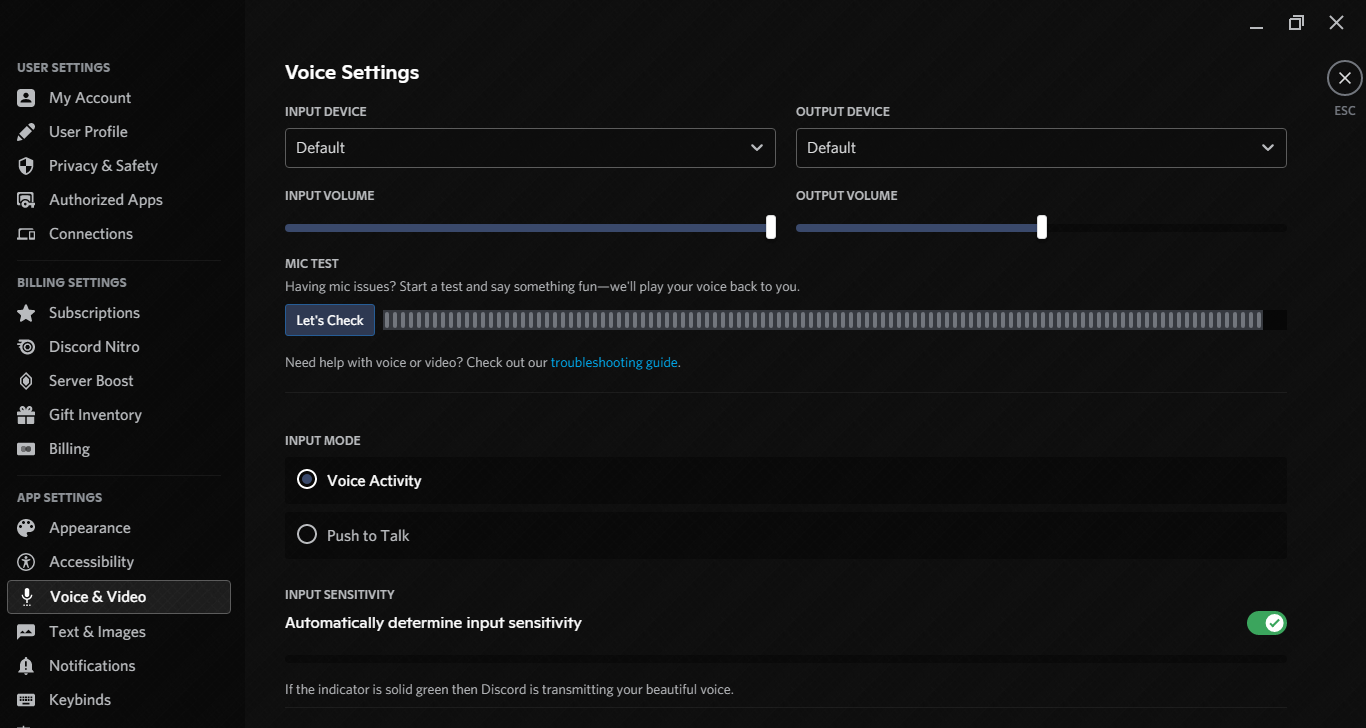 USER SETTINGS
My Account
User Profile
Privacy & Safety
Authorized Apps
Connections
BILLING SETTINGS
Subscriptions
Discord Nitro
Server Boost
Gift Inventory
Billing
APP SETTINGS
Appearance
Accessibility
Voice & Video
Text & Images
Notifications
Keybinds
Voice Settings
INPUT DEVICE
Default
OUTPUT DEVICE
Default
INPUT VOLUME
OUTPUT VOLUME
MIC TEST
Having mic issues? Start a test and say something fun—we'll play your voice back to you.
Let's Check
Need help with voice or video? Check out our troubleshooting guide.
INPUT MODE
Voice Activity
Push to Talk
INPUT SENSITIVITY
Automatically determine input sensitivity
If the indicator is solid green then Discord is transmitting your beautiful voice.
ESC